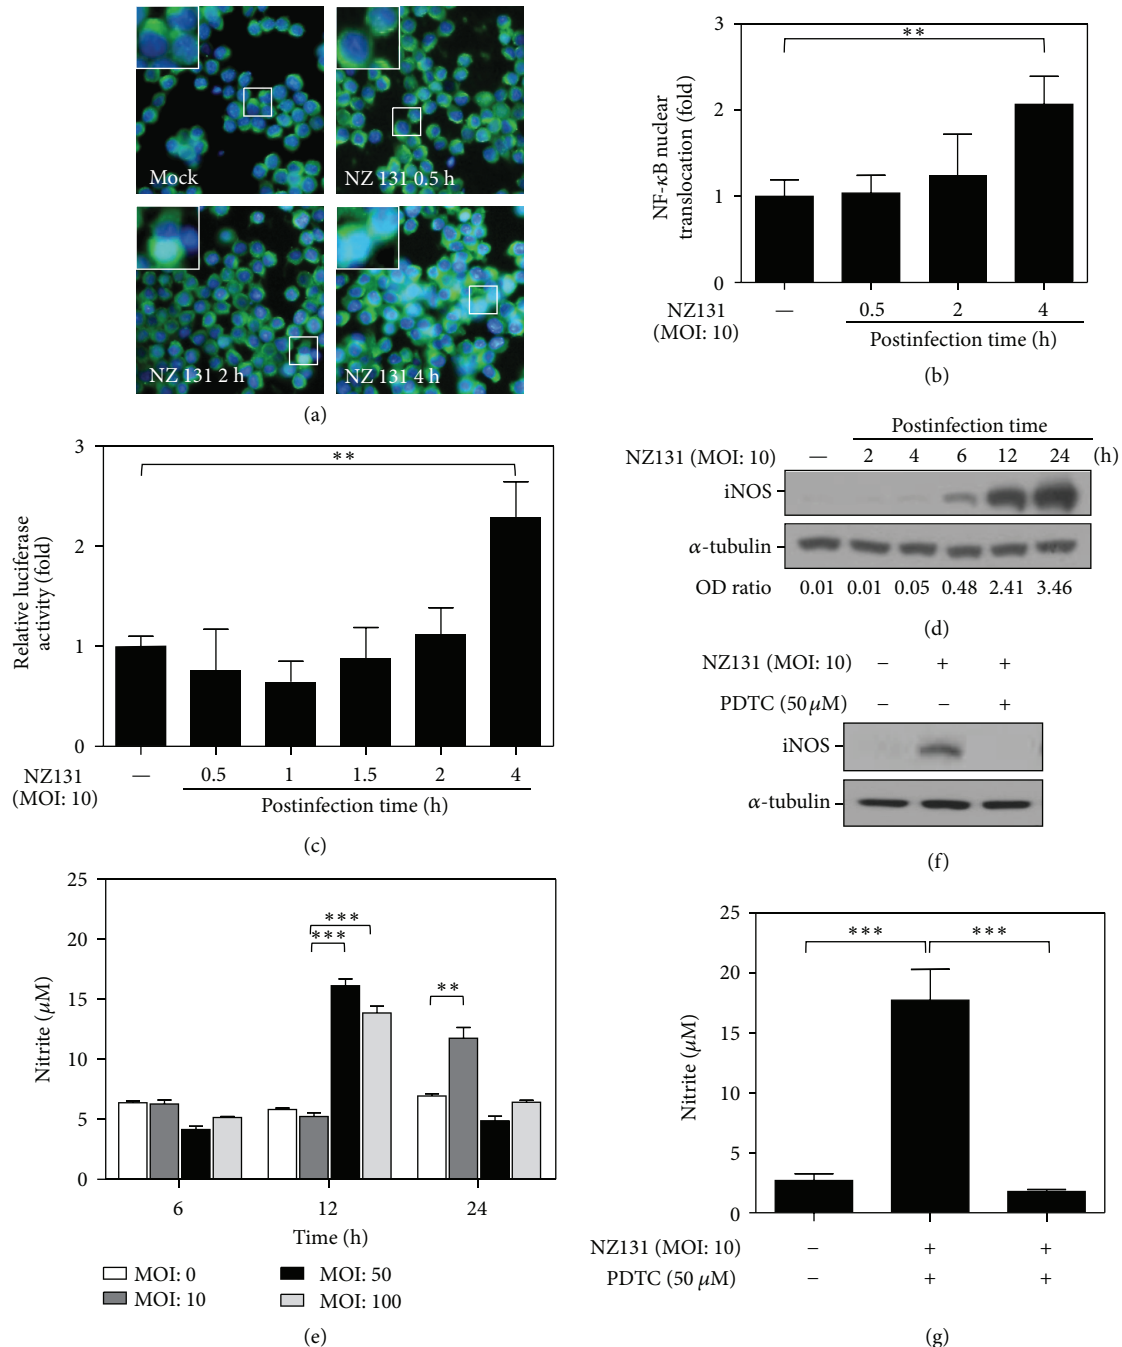 Mock
NZ 131 0.5 h
NZ 131 2 h
NZ 131 4 h
(a)
NF-κB nuclear
translocation (fold)
3
2
1
0
**
NZ131
(MOI: 10)
— 0.5 2 4
Postinfection time (h)
(b)
Relative luciferase
activity (fold)
3
2
1
0
**
NZ131
(MOI: 10)
— 0.5 1 1.5 2 4
Postinfection time (h)
(c)
Postinfection time
NZ131 (MOI: 10) — 2 4 6 12 24 (h)
iNOS
α-tubulin
OD ratio 0.01 0.01 0.05 0.48 2.41 3.46
(d)
Nitrite (μM)
25
20
15
10
5
0
***
***
**
6 12 24
Time (h)
MOI: 0 MOI: 50
MOI: 10 MOI: 100
(e)
NZ131 (MOI: 10) − + +
PDTC (50 μM) − − +
iNOS
α-tubulin
(f)
Nitrite (μM)
25
20
15
10
5
0
*** ***
NZ131 (MOI: 10) − + +
PDTC (50 μM) − + +
(g)